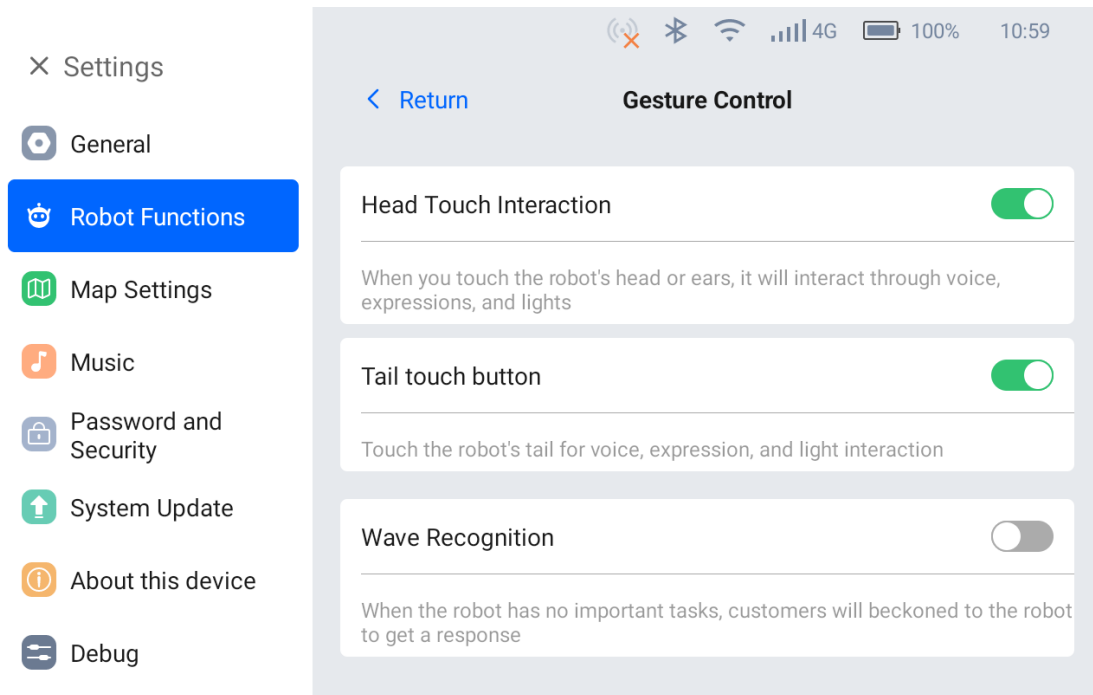 4G 100% 10:59
Settings
Return Gesture Control
General
Robot Functions
Map Settings
Music
Password and
Security
System Update
About this device
Debug
Head Touch Interaction
When you touch the robot's head or ears, it will interact through voice,
expressions, and lights
Tail touch button
Touch the robot's tail for voice, expression, and light interaction
Wave Recognition
When the robot has no important tasks, customers will beckoned to the robot
to get a response